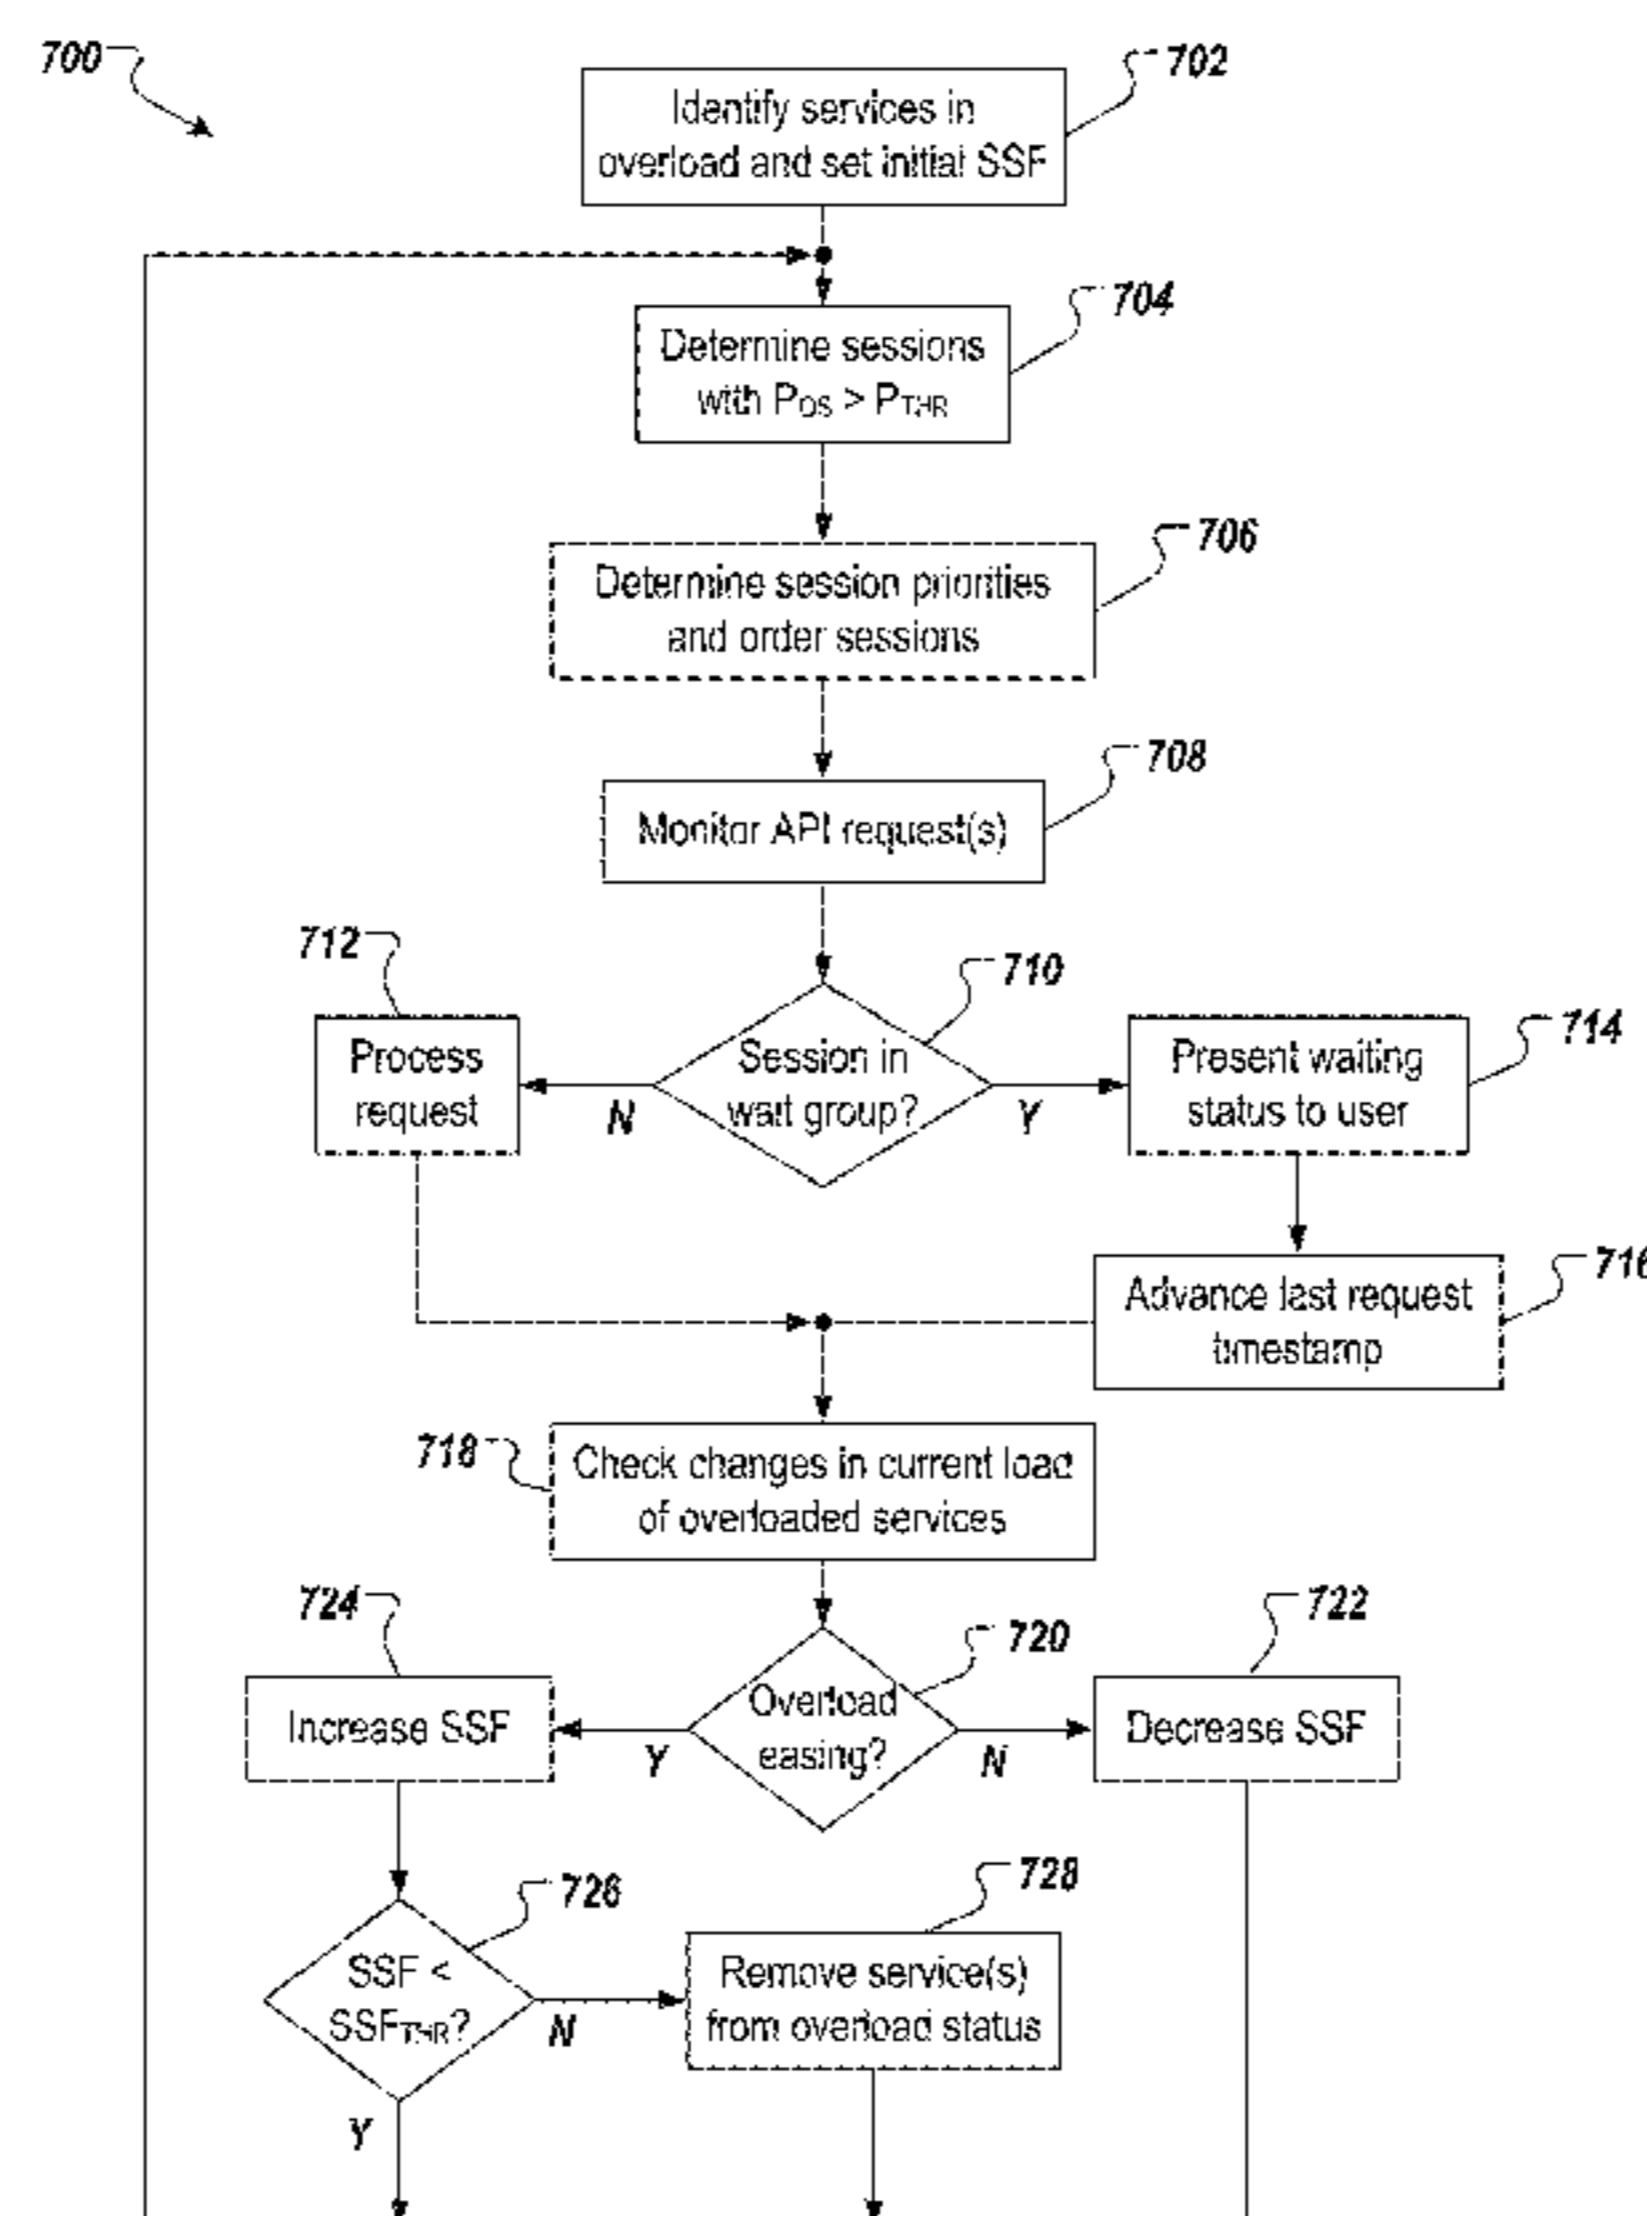 700
702
Identify services in
overload and set initial SSF
704
Determine sessions
with POS > PTHR
706
Determine session priorities
and order sessions
708
Monitor API request(s)
712
710
Process
request
Session in
wait group?
N
Y
714
Present waiting
status to user
716
Advance last request
timestamp
718
Check changes in current load
of overloaded services
724
720
722
Increase SSF
Overload
easing?
Y
N
Decrease SSF
726
728
SSF <
SSFTHR?
N
Y
Remove service(s)
from overload status